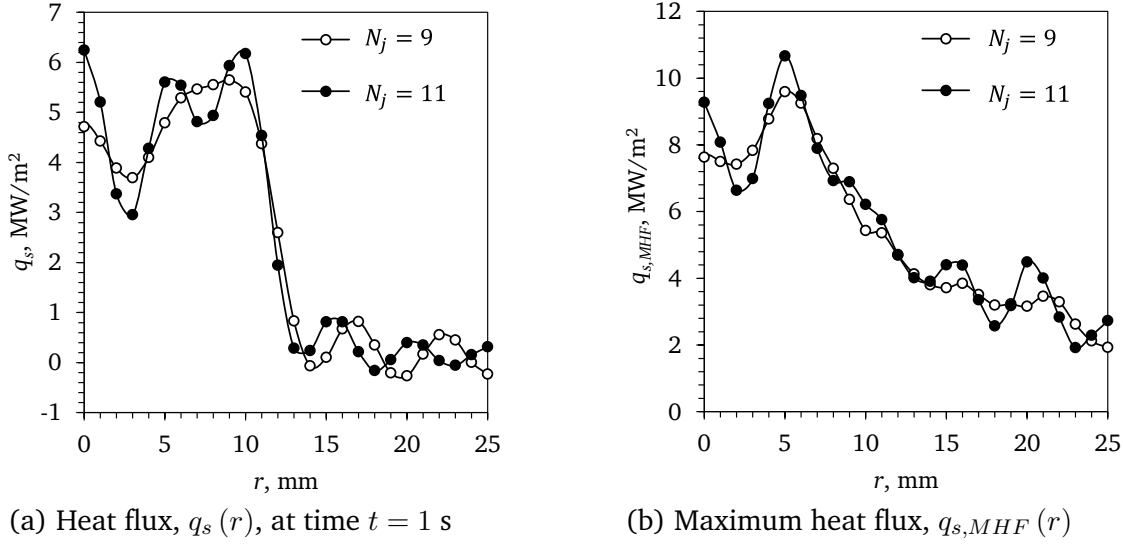 7
6
5
4
3
2
1
0
-1
q_s, MW/m²
N_j = 9
N_j = 11
0 5 10 15 20 25
r, mm
(a) Heat flux, q_s (r), at time t = 1 s
12
10
8
6
4
2
0
q_{s,MHF}, MW/m²
N_j = 9
N_j = 11
0 5 10 15 20 25
r, mm
(b) Maximum heat flux, q_{s,MHF} (r)